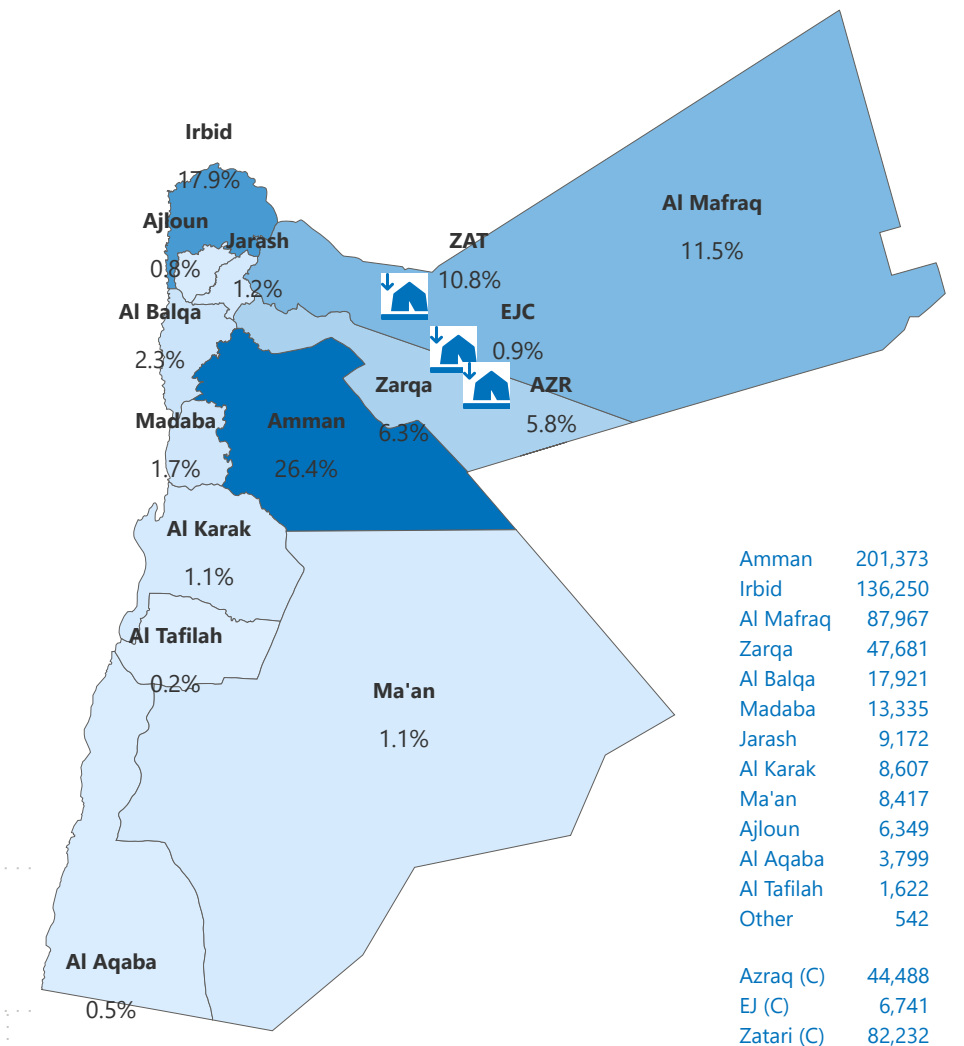 Irbid
17.9%
Al Mafraq
11.5%
Ajloun
0.8%
Jarash
1.2%
ZAT
10.8%
EJC
0.9%
Al Balqa
2.3%
Zarqa
6.3%
AZR
5.8%
Madaba
1.7%
Amman
26.4%
Al Karak
1.1%
Al Tafilah
0.2%
Ma'an
1.1%
Al Aqaba
0.5%
Amman 201,373
Irbid 136,250
Al Mafraq 87,967
Zarqa 47,681
Al Balqa 17,921
Madaba 13,335
Jarash 9,172
Al Karak 8,607
Ma'an 8,417
Ajloun 6,349
Al Aqaba 3,799
Al Tafilah 1,622
Other 542
Azraq (C) 44,488
EJ (C) 6,741
Zatari (C) 82,232